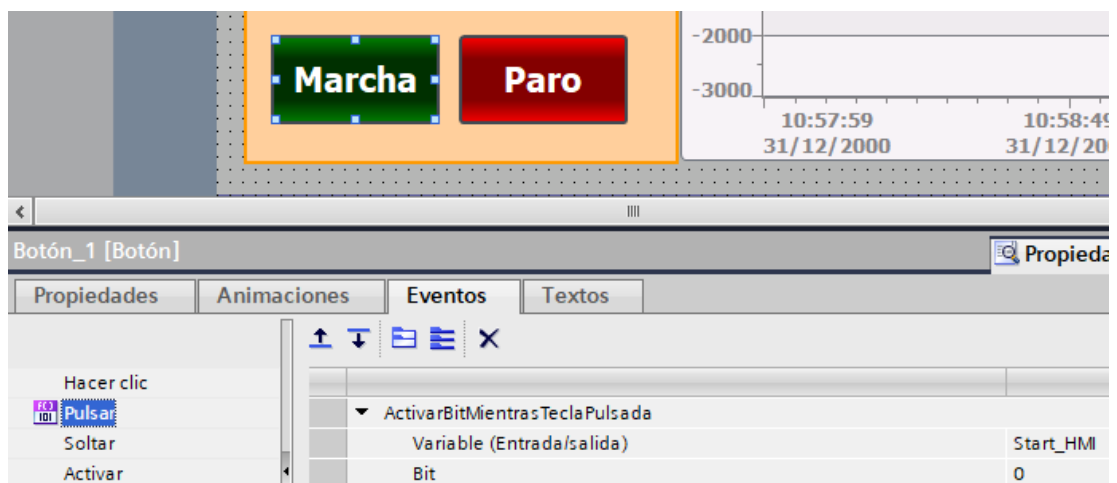 -2000
Marcha Paro
-3000
10:57:59 10:58:49
31/12/2000 31/12/20
Botón_1 [Botón] Propieda
Propiedades Animaciones Eventos Textos
Hacer clic
Pulsar ActivarBitMientrasTeclaPulsada
Soltar Variable (Entrada/salida) Start_HMI
Activar Bit 0